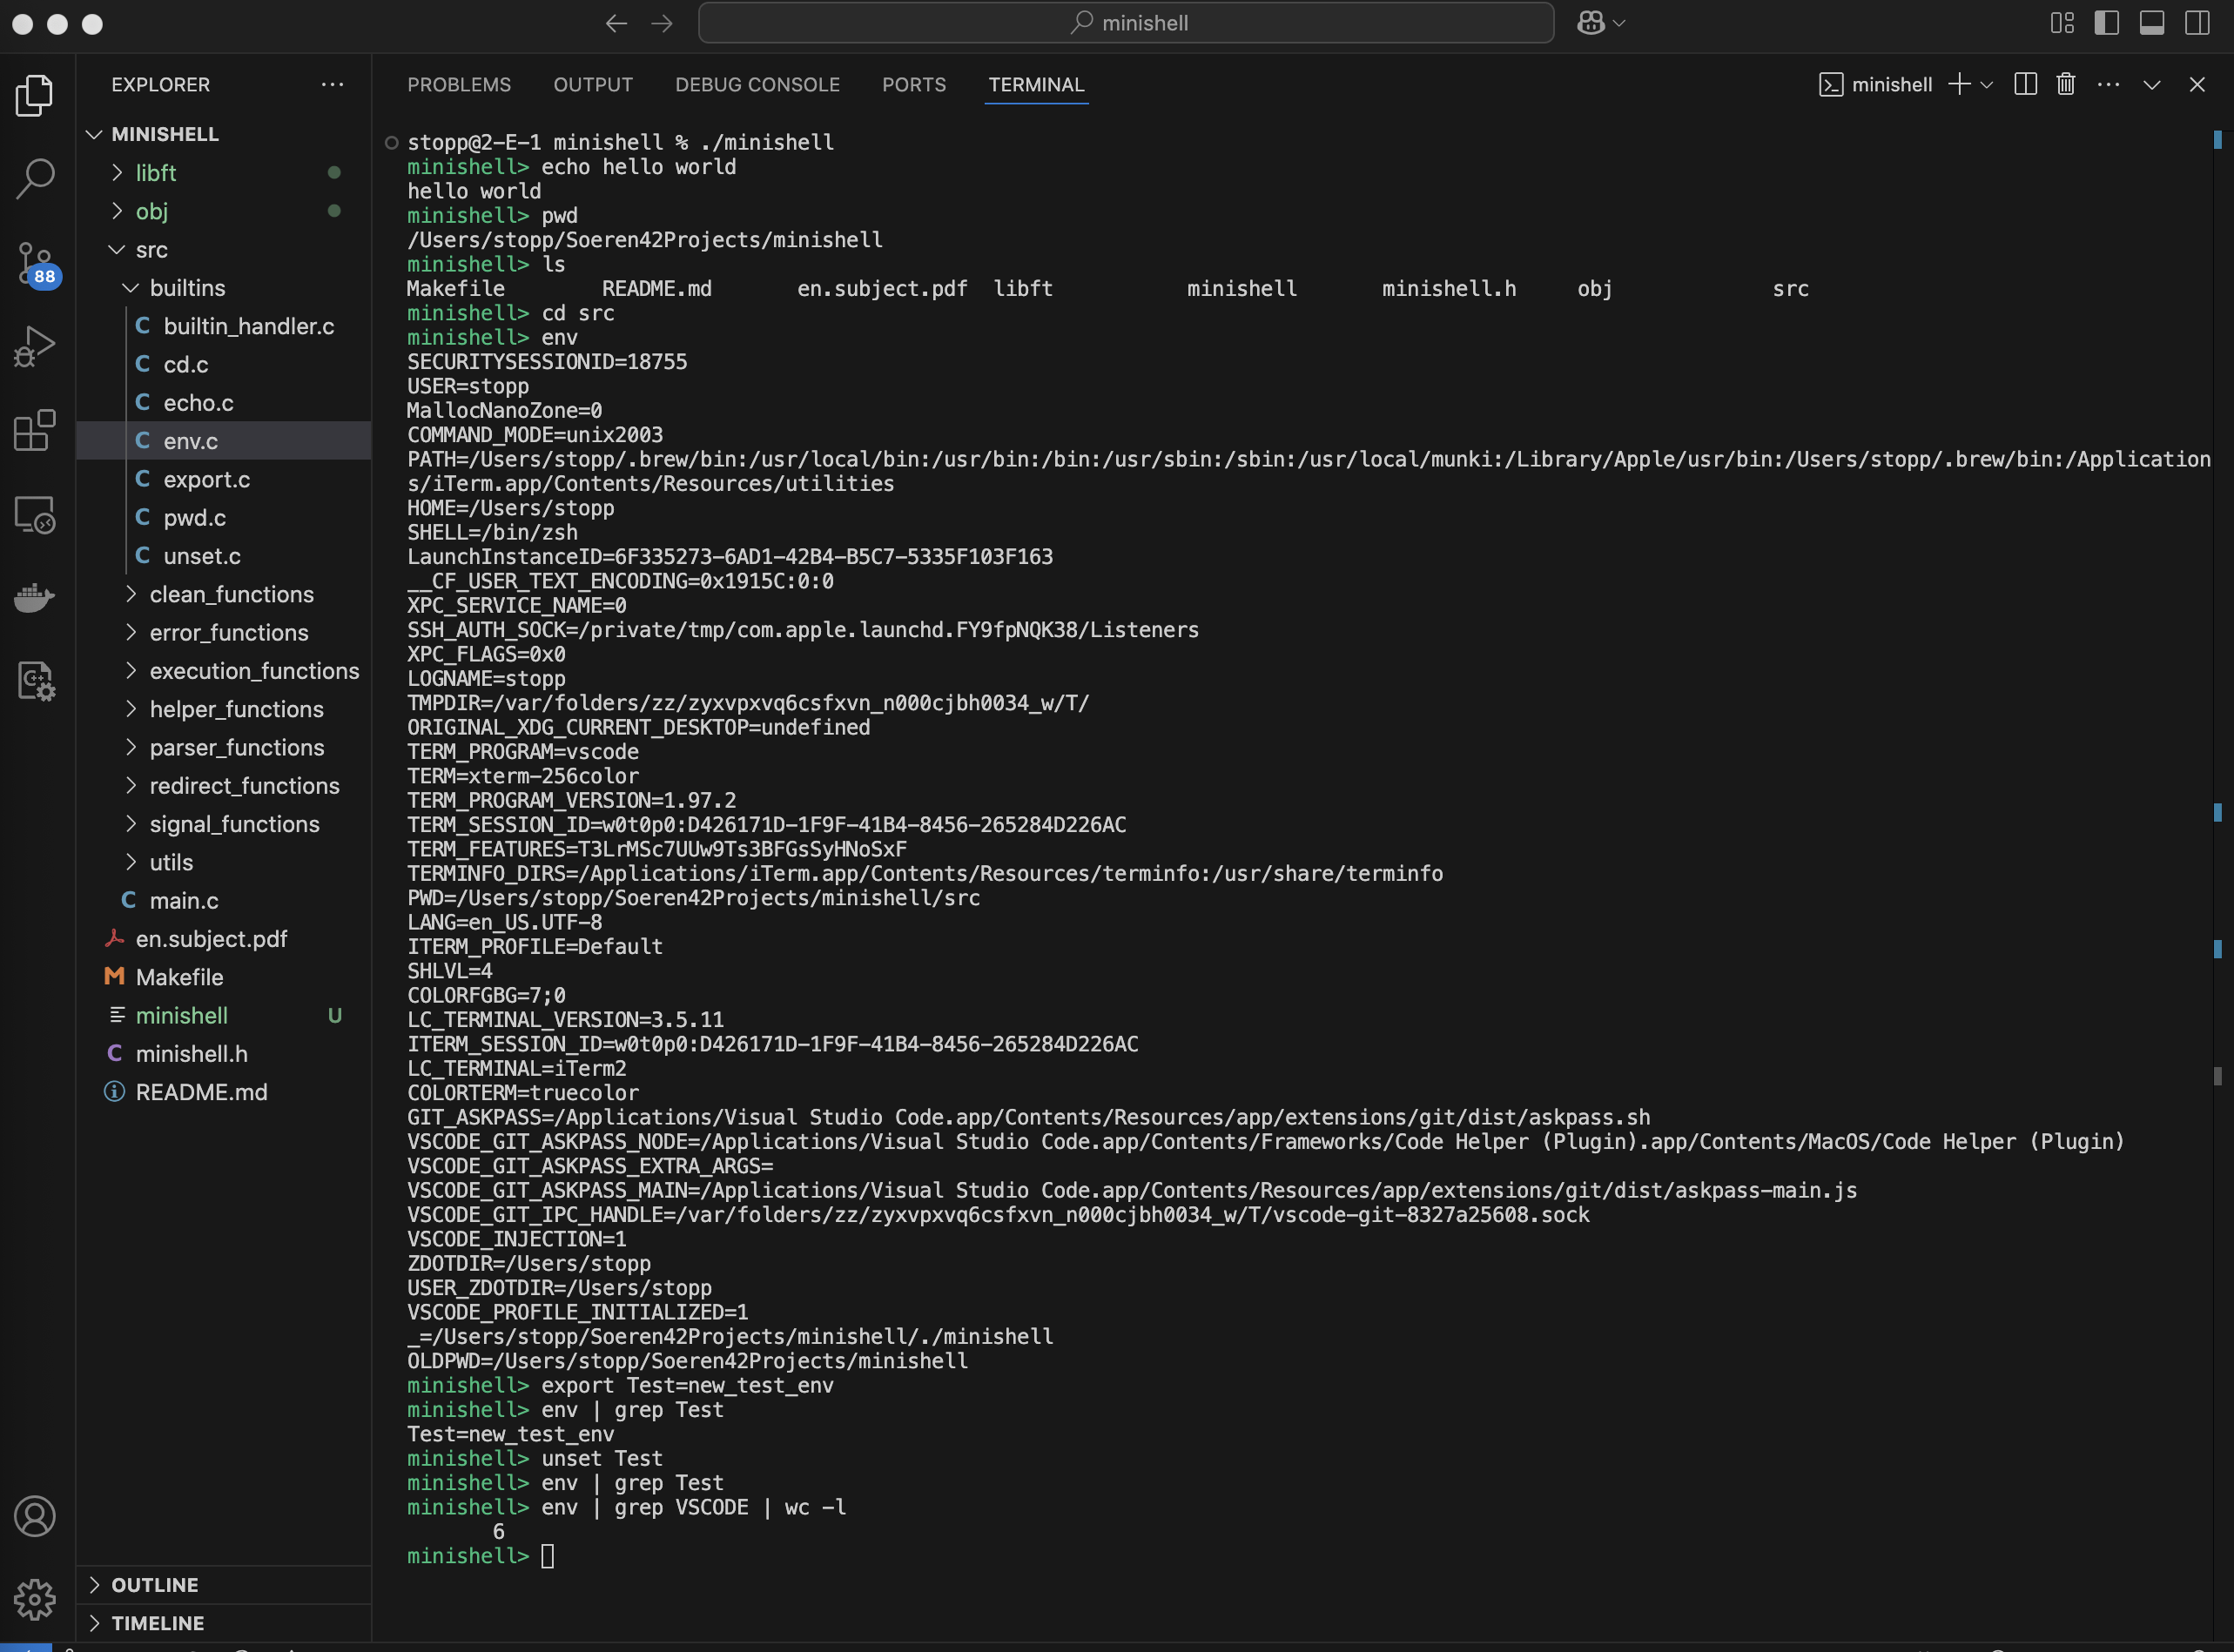 minishell
EXPLORER
MINISHELL
libft
obj
src
builtins
builtin_handler.c
cd.c
echo.c
env.c
export.c
pwd.c
unset.c
clean_functions
error_functions
execution_functions
helper_functions
parser_functions
redirect_functions
signal_functions
utils
main.c
en.subject.pdf
Makefile
minishell U
minishell.h
README.md
OUTLINE
TIMELINE
88
PROBLEMS OUTPUT DEBUG CONSOLE PORTS TERMINAL
minishell
stopp@2-E-1 minishell % ./minishell
minishell> echo hello world
hello world
minishell> pwd
/Users/stopp/Soeren42Projects/minishell
minishell> ls
Makefile README.md en.subject.pdf libft minishell minishell.h obj src
minishell> cd src
minishell> env
SECURITYSESSIONID=18755
USER=stopp
MallocNanoZone=0
COMMAND_MODE=unix2003
PATH=/Users/stopp/.brew/bin:/usr/local/bin:/usr/bin:/bin:/usr/sbin:/sbin:/usr/local/munki:/Library/Apple/usr/bin:/Users/stopp/.brew/bin:/Application
s/iTerm.app/Contents/Resources/utilities
HOME=/Users/stopp
SHELL=/bin/zsh
LaunchInstanceID=6F335273-6AD1-42B4-B5C7-5335F103F163
__CF_USER_TEXT_ENCODING=0x1915C:0:0
XPC_SERVICE_NAME=0
SSH_AUTH_SOCK=/private/tmp/com.apple.launchd.FY9fpNQK38/Listeners
XPC_FLAGS=0x0
LOGNAME=stopp
TMPDIR=/var/folders/zz/zyxvpxvq6csfxvn_n000cjbh0034_w/T/
ORIGINAL_XDG_CURRENT_DESKTOP=undefined
TERM_PROGRAM=vscode
TERM=xterm-256color
TERM_PROGRAM_VERSION=1.97.2
TERM_SESSION_ID=w0t0p0:D426171D-1F9F-41B4-8456-265284D226AC
TERM_FEATURES=T3LrMSc7UUw9Ts3BFGsSyHNoSxF
TERMINFO_DIRS=/Applications/iTerm.app/Contents/Resources/terminfo:/usr/share/terminfo
PWD=/Users/stopp/Soeren42Projects/minishell/src
LANG=en_US.UTF-8
ITERM_PROFILE=Default
SHLVL=4
COLORFGBG=7;0
LC_TERMINAL_VERSION=3.5.11
ITERM_SESSION_ID=w0t0p0:D426171D-1F9F-41B4-8456-265284D226AC
LC_TERMINAL=iTerm2
COLORTERM=truecolor
GIT_ASKPASS=/Applications/Visual Studio Code.app/Contents/Resources/app/extensions/git/dist/askpass.sh
VSCODE_GIT_ASKPASS_NODE=/Applications/Visual Studio Code.app/Contents/Frameworks/Code Helper (Plugin).app/Contents/MacOS/Code Helper (Plugin)
VSCODE_GIT_ASKPASS_EXTRA_ARGS=
VSCODE_GIT_ASKPASS_MAIN=/Applications/Visual Studio Code.app/Contents/Resources/app/extensions/git/dist/askpass-main.js
VSCODE_GIT_IPC_HANDLE=/var/folders/zz/zyxvpxvq6csfxvn_n000cjbh0034_w/T/vscode-git-8327a25608.sock
VSCODE_INJECTION=1
ZDOTDIR=/Users/stopp
USER_ZDOTDIR=/Users/stopp
VSCODE_PROFILE_INITIALIZED=1
_=/Users/stopp/Soeren42Projects/minishell/./minishell
OLDPWD=/Users/stopp/Soeren42Projects/minishell
minishell> export Test=new_test_env
minishell> env | grep Test
Test=new_test_env
minishell> unset Test
minishell> env | grep Test
minishell> env | grep VSCODE | wc -l
6
minishell>